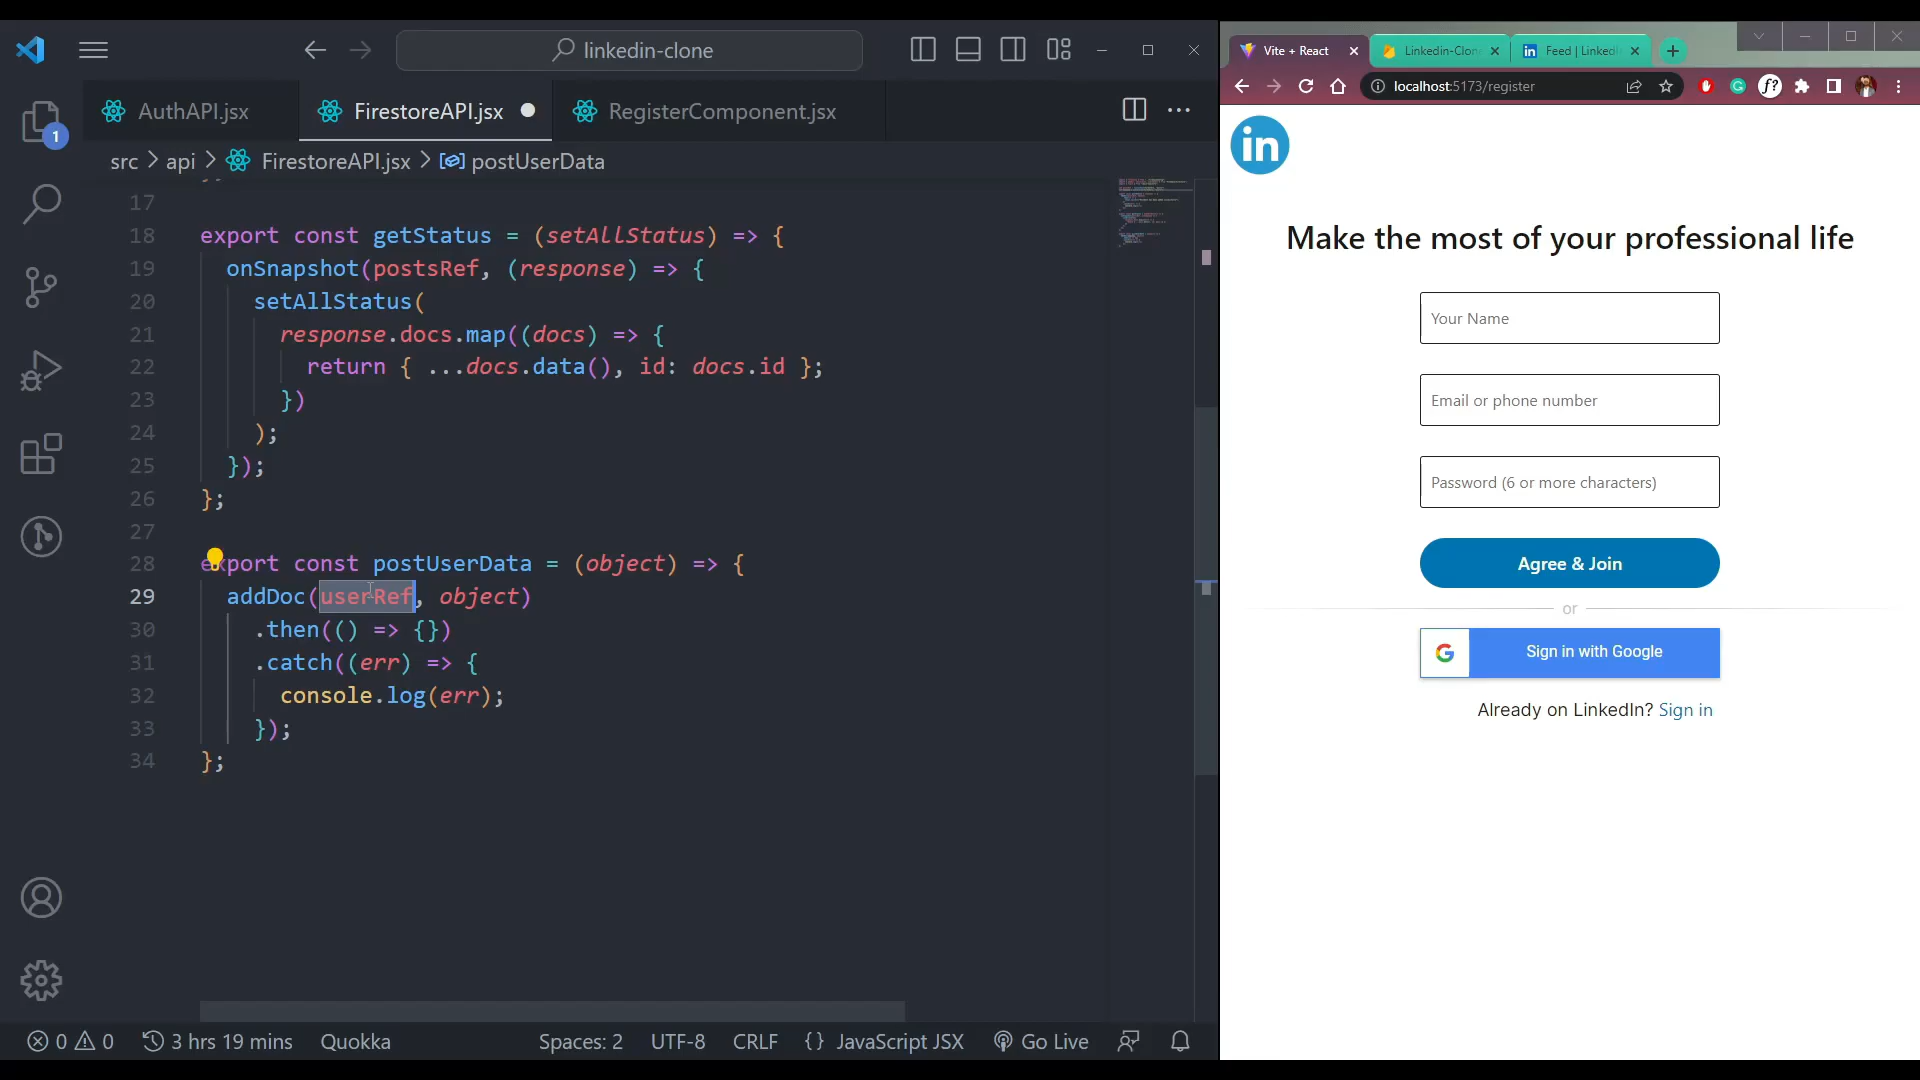 linkedin-clone
AuthAPI.jsx
FirestoreAPI.jsx
RegisterComponent.jsx
1
src > api > FirestoreAPI.jsx > postUserData
17
18 export const getStatus = (setAllStatus) => {
19 onSnapshot(postsRef, (response) => {
20 setAllStatus(
21 response.docs.map((docs) => {
22 return { ...docs.data(), id: docs.id };
23 })
24 );
25 });
26 };
27
28 export const postUserData = (object) => {
29 addDoc(userRef, object)
30 .then(() => {})
31 .catch((err) => {
32 console.log(err);
33 });
34 };
0 0 3 hrs 19 mins Quokka Spaces: 2 UTF-8 CRLF {} JavaScript JSX Go Live
Vite + React
Linkedin-Clon
Feed | LinkedI
localhost:5173/register
in
Make the most of your professional life
Your Name
Email or phone number
Password (6 or more characters)
Agree & Join
or
Sign in with Google
Already on LinkedIn? Sign in